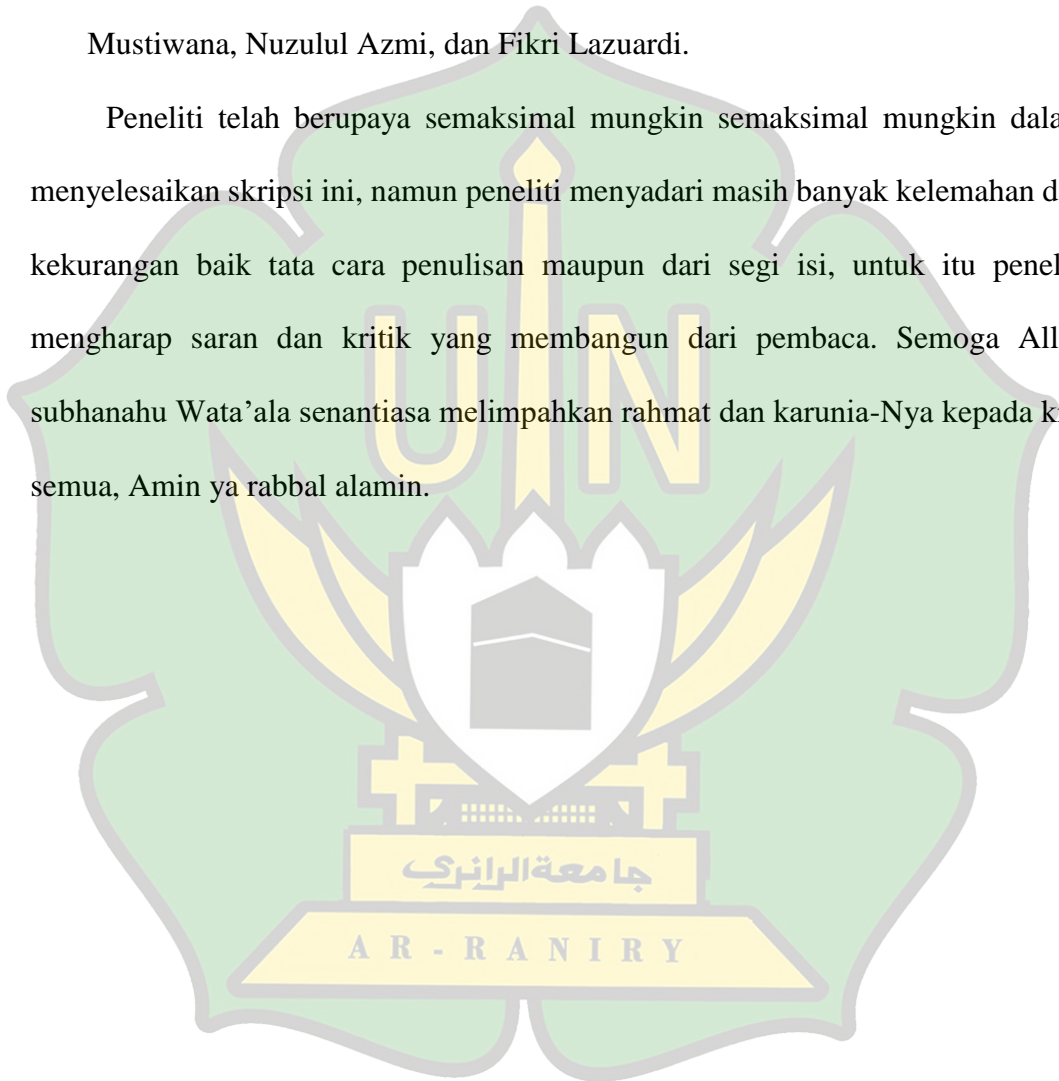 Mustiwana, Nuzulul Azmi, dan Fikri Lazuardi.
Peneliti telah berupaya semaksimal mungkin semaksimal mungkin dala
menyelesaikan skripsi ini, namun peneliti menyadari masih banyak kelemahan d
kekurangan baik tata cara penulisan maupun dari segi isi, untuk itu penel
mengharap saran dan kritik yang membangun dari pembaca. Semoga All
subhanahu Wata’ala senantiasa melimpahkan rahmat dan karunia-Nya kepada k
semua, Amin ya rabbal alamin.
U I N
جامعةالرانري
AR-RANIRY